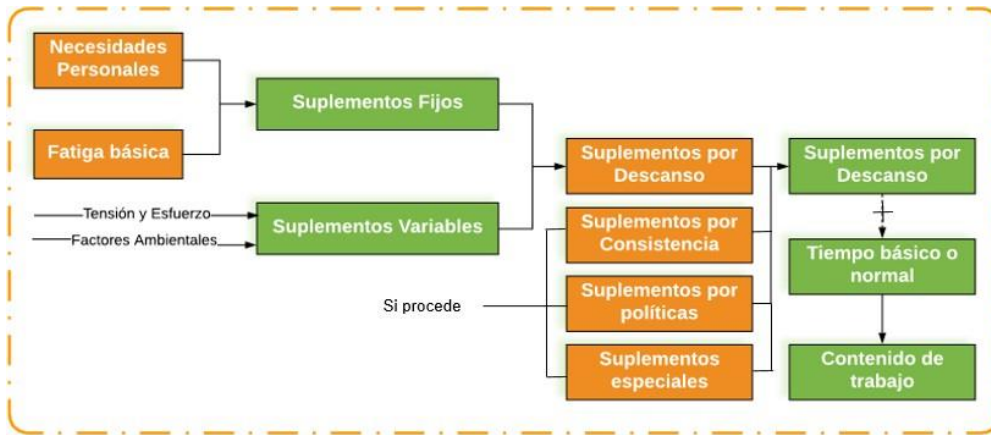 Necesidades
Personales
Fatiga básica
Tensión y Esfuerzo
Factores Ambientales
Suplementos Fijos
Suplementos Variables
Si procede
Suplementos por
Descanso
Suplementos por
Consistencia
Suplementos por
políticas
Suplementos
especiales
Suplementos por
Descanso
Tiempo básico o
normal
Contenido de
trabajo